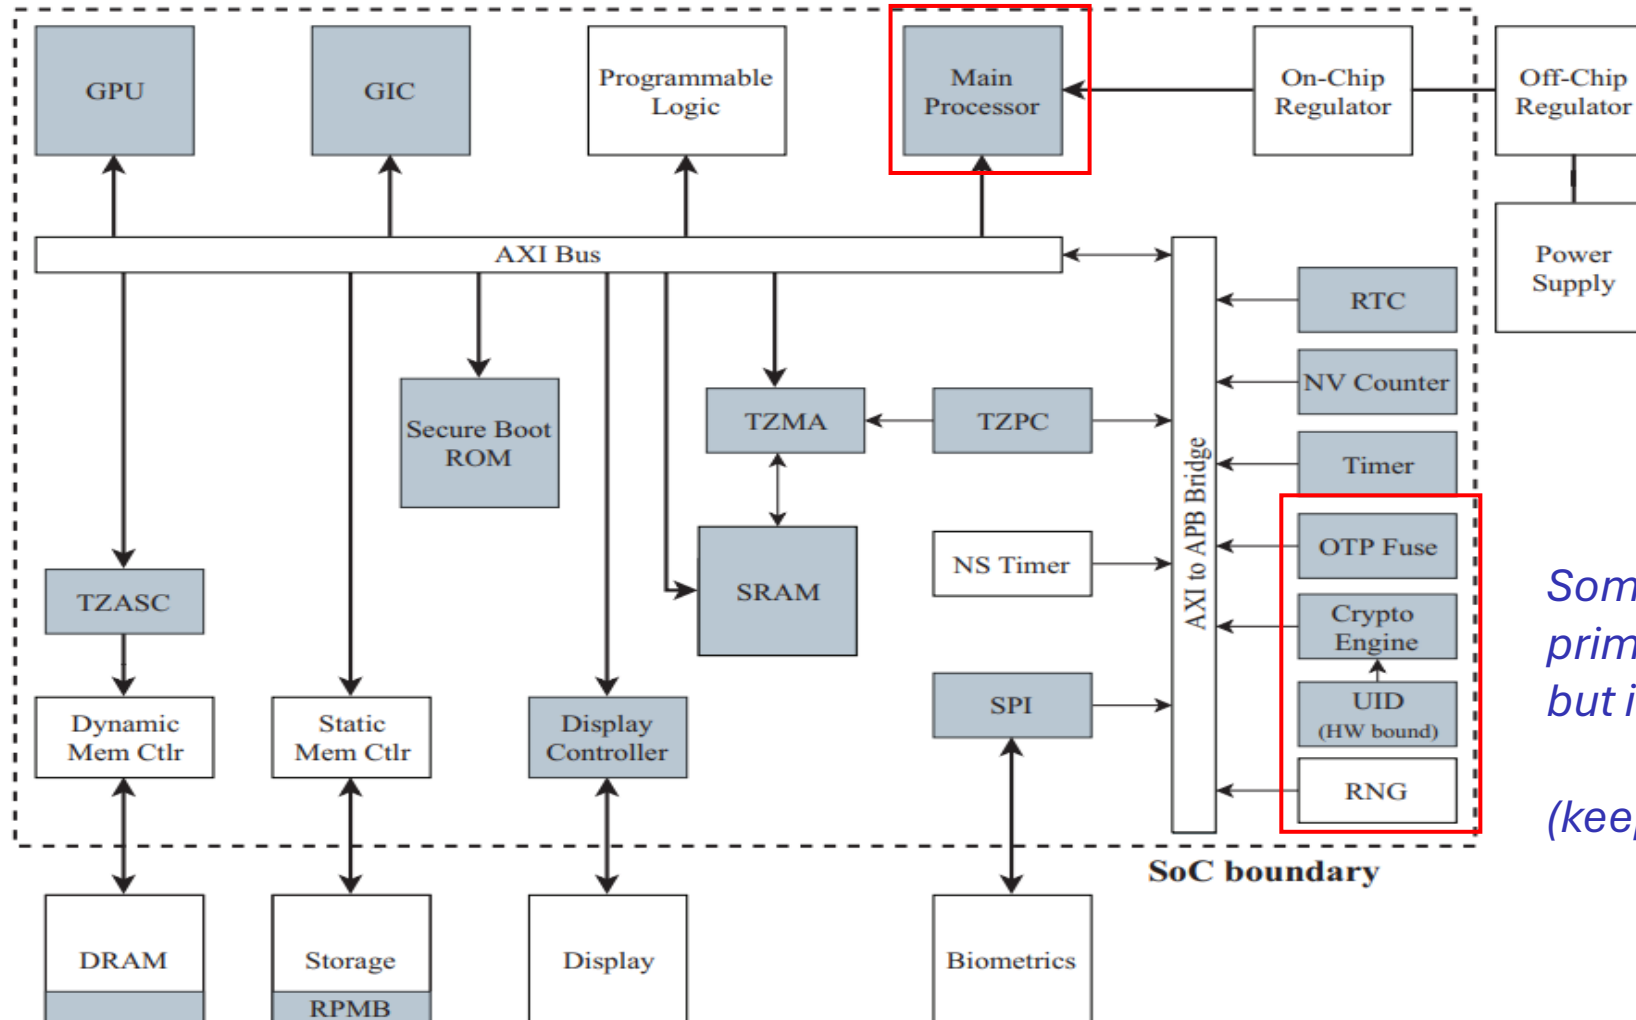 GPU
GIC
Programmable
Logic
Main
Processor
On-Chip
Regulator
Off-Chip
Regulator
AXI Bus
Power
Supply
RTC
NV Counter
Timer
OTP Fuse
Crypto
Engine
UID
(HW bound)
RNG
AXI to APB Bridge
Secure Boot
ROM
TZMA
TZPC
NS Timer
SRAM
TZASC
SPI
Dynamic
Mem Ctlr
Static
Mem Ctlr
Display
Controller
SoC boundary
DRAM
Storage
RPMB
Display
Biometrics
but